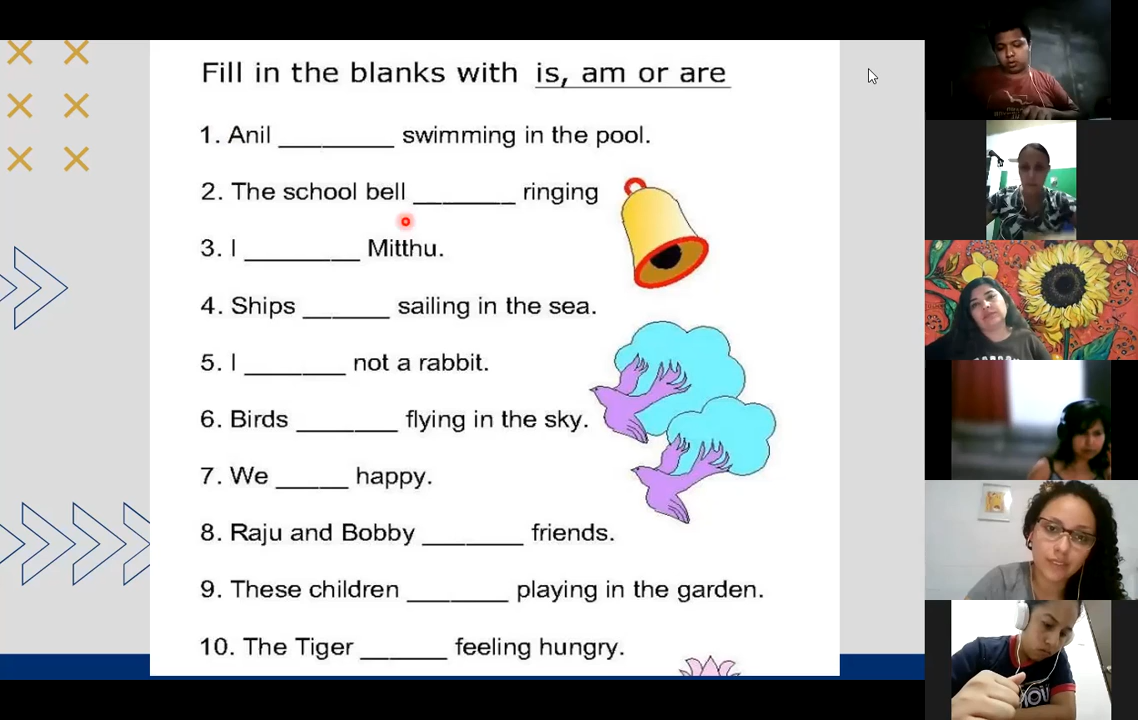 Fill in the blanks with is, am or are
1. Anil ________ swimming in the pool.
2. The school bell _______ ringing
3. I ________ Mitthu.
4. Ships ______ sailing in the sea.
5. I _______ not a rabbit.
6. Birds _______ flying in the sky.
7. We _____ happy.
8. Raju and Bobby _______ friends.
9. These children _______ playing in the garden.
10. The Tiger ______ feeling hungry.